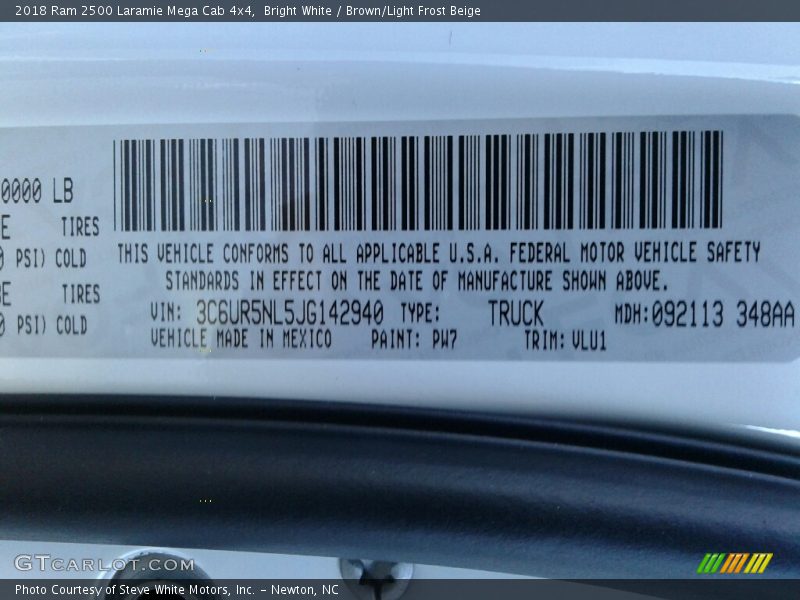 2018 Ram 2500 Laramie Mega Cab 4x4, Bright White / Brown/Light Frost Beige
0000 LB
E TIRES
PSI) COLD
THIS VEHICLE CONFORMS TO ALL APPLICABLE U.S.A. FEDERAL MOTOR VEHICLE SAFETY
STANDARDS IN EFFECT ON THE DATE OF MANUFACTURE SHOWN ABOVE.
E TIRES
VIN: 3C6UR5NL5JG142940 TYPE: TRUCK MDH:092113 348AA
0 PSI) COLD
VEHICLE MADE IN MEXICO PAINT: PW7 TRIM: VLU1
GTCARLOT.COM
Photo Courtesy of Steve White Motors, Inc. - Newton, NC